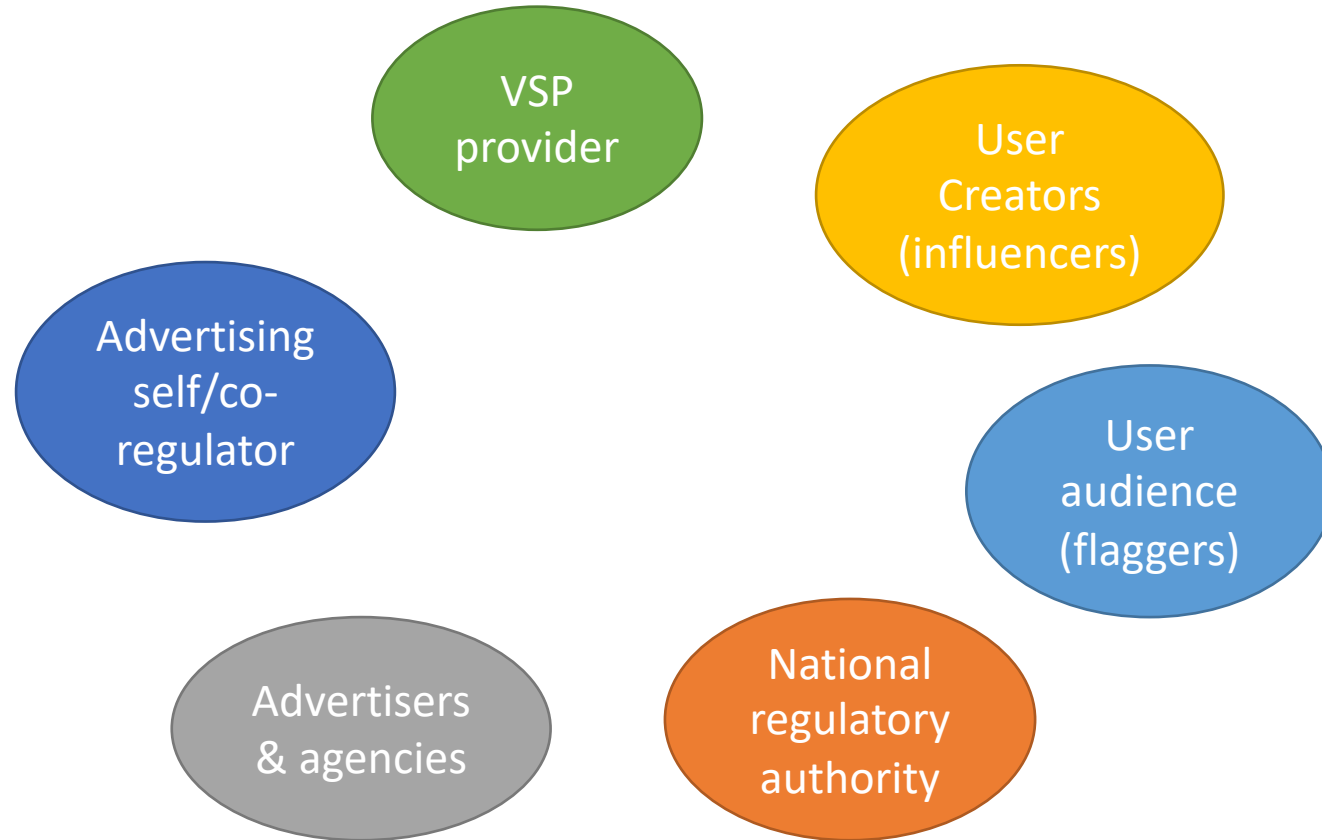 VSP
provider
User
Creators
(influencers)
Advertising
self/co-
regulator
User
audience
(flaggers)
Advertisers
& agencies
National
regulatory
authority